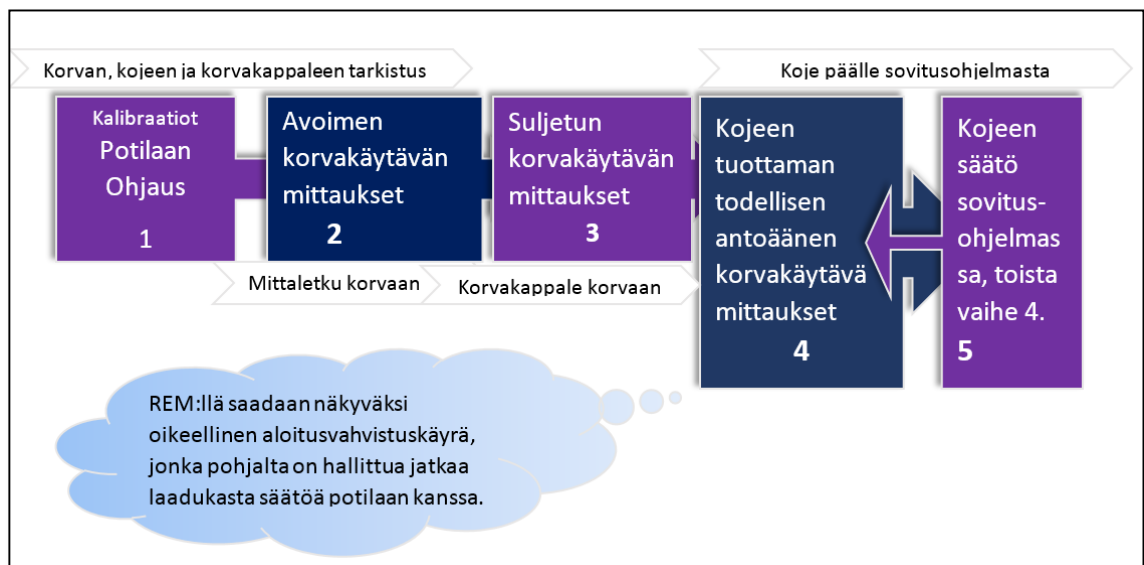 Korvan, kojeen ja korvakappaleen tarkistus
Koje päälle sovitusohjelmasta
Kalibraatiot
Potilaan
Ohjaus
1
Avoimen
korvakäytävän
mittaukset
2
Suljetun
korvakäytävän
mittaukset
3
Kojeen
tuottaman
todellisen
antoäänen
korvakäytävä
mittaukset
4
Kojeen
säätö
sovitus-
ohjelmas
sa, toista
vaihe 4.
5
Mittaletku korvaan
Korvakappale korvaan
REM:llä saadaan näkyväksi
oikeellinen aloitusvahvistuskäyrä,
jonka pohjalta on hallittua jatkaa
laadukasta säätöä potilaan kanssa.